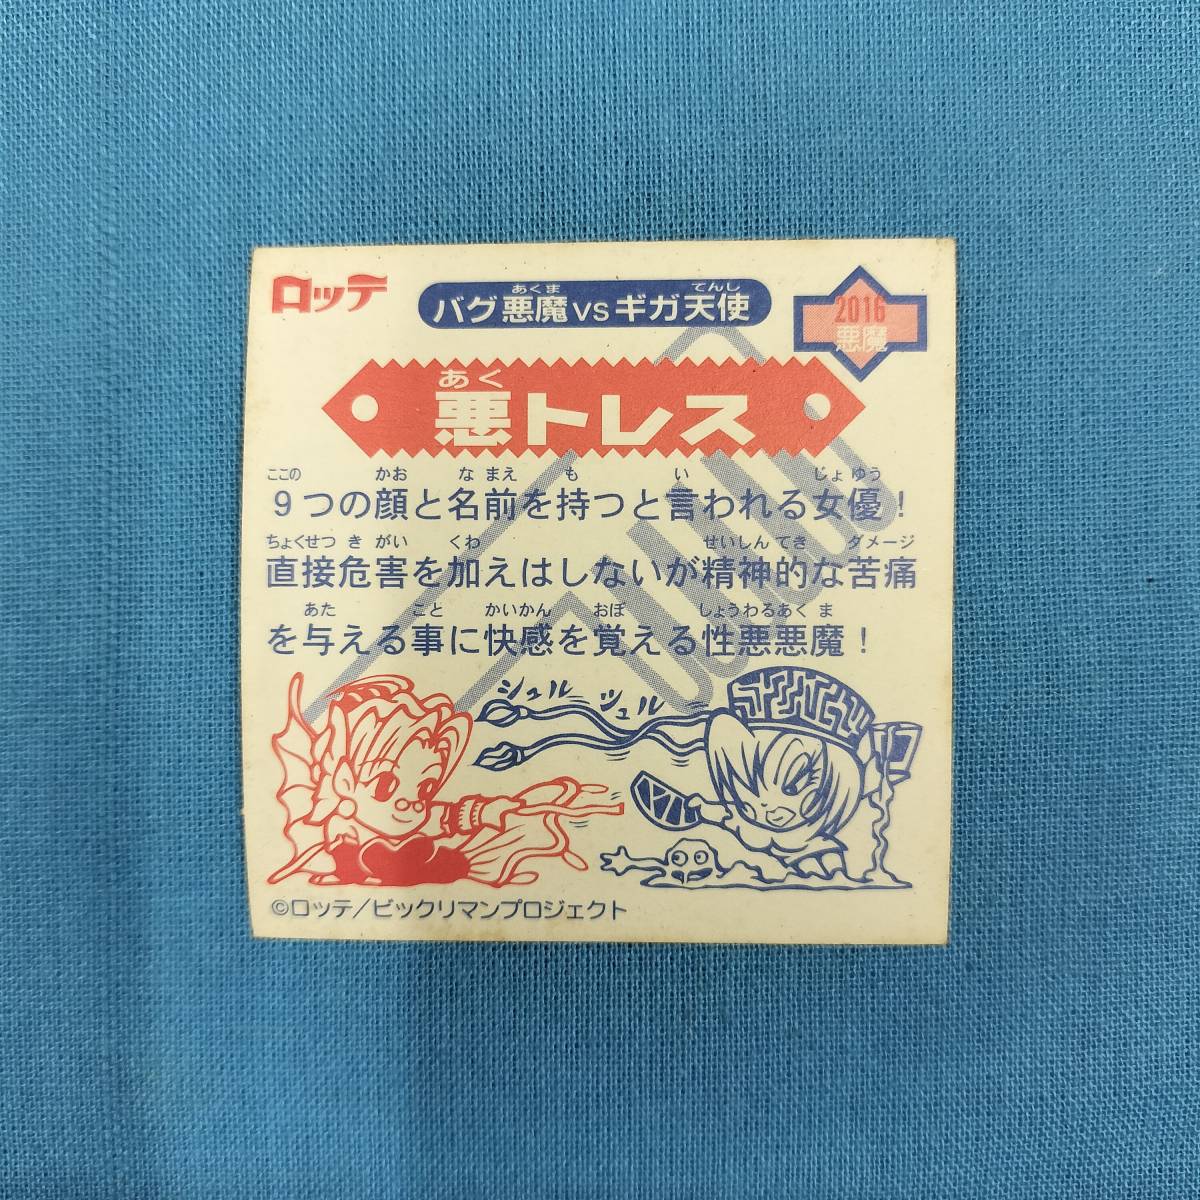 ロッテ
バグ悪魔vsギガ天使
あくま てんし
2016
悪魔
あく
悪トレス
ここの かお な まえ も い じょ ゆう
9つの顔と名前を持つと言われる女優！
ちょくせつ き がい くわ せいしん てき ダメージ
直接危害を加えはしないが精神的な苦痛
あた こと かいかん おぼ しょうわるあく ま
を与える事に快感を覚える性悪悪魔！
シュル ツュル
©ロッテ/ビックリマンプロジェクト